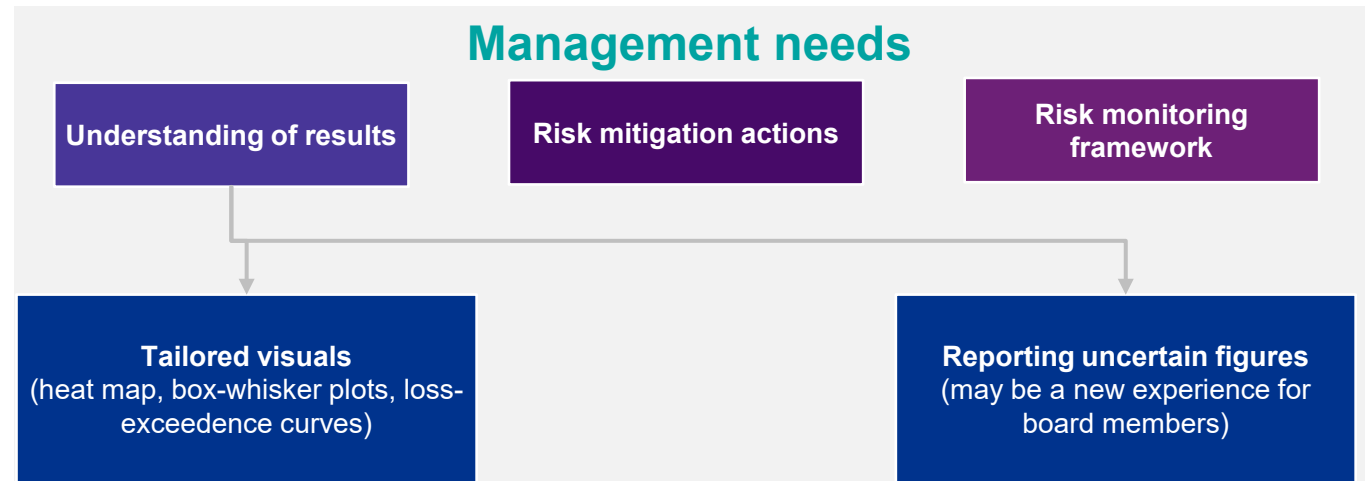 Management needs
Understanding of results
Risk mitigation actions
Risk monitoring
framework
Tailored visuals
(heat map, box-whisker plots, loss-
exceedence curves)
Reporting uncertain figures
(may be a new experience for
board members)